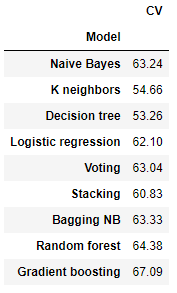 CV
Model
Naive Bayes 63.24
K neighbors 54.66
Decision tree 53.26
Logistic regression 62.10
Voting 63.04
Stacking 60.83
Bagging NB 63.33
Random forest 64.38
Gradient boosting 67.09